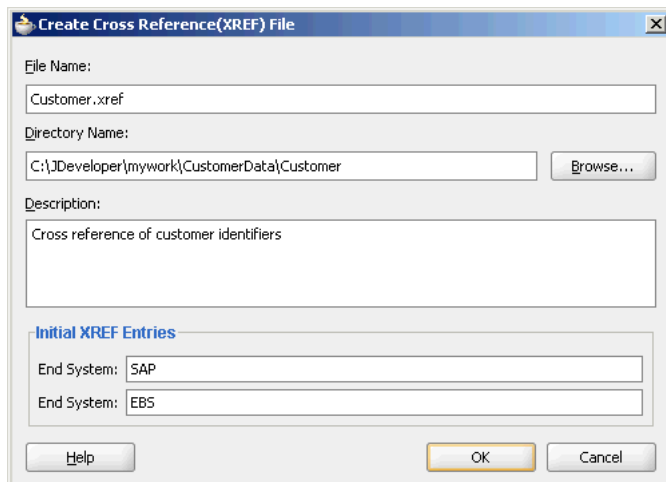 Create Cross Reference(XREF) File
File Name:
Customer.xref
Directory Name:
C:\JDeveloper\mywork\CustomerData\Customer
Browse...
Description:
Cross reference of customer identifiers
Initial XREF Entries
End System: SAP
End System: EBS
Help OK Cancel